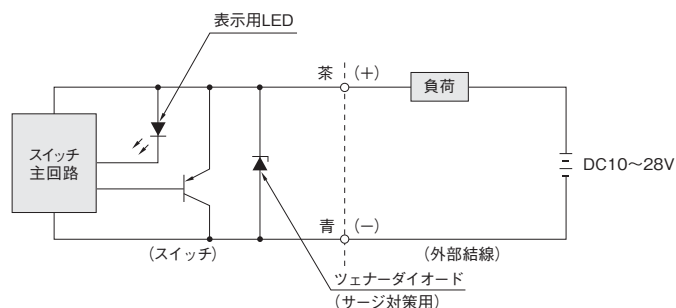 表示用LED
茶 (+)
負荷
スイッチ
主回路
DC10〜28V
青 (−)
(スイッチ)
(外部結線)
ツェナーダイオード
(サージ対策用)